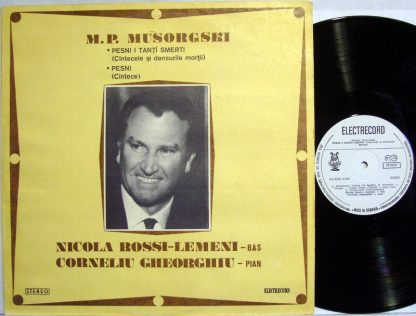 M.P. MUSORGSKI
• PESNI I TANȚÎ SMERTI
(Cîntecele și dansurile morții)
• PESNI
(Cîntece)
NICOLA ROSSI-LEMENI – BAS
CORNELIU GHEORGHIU – PIAN
STEREO
ELECTRECORD
ELECTRECORD